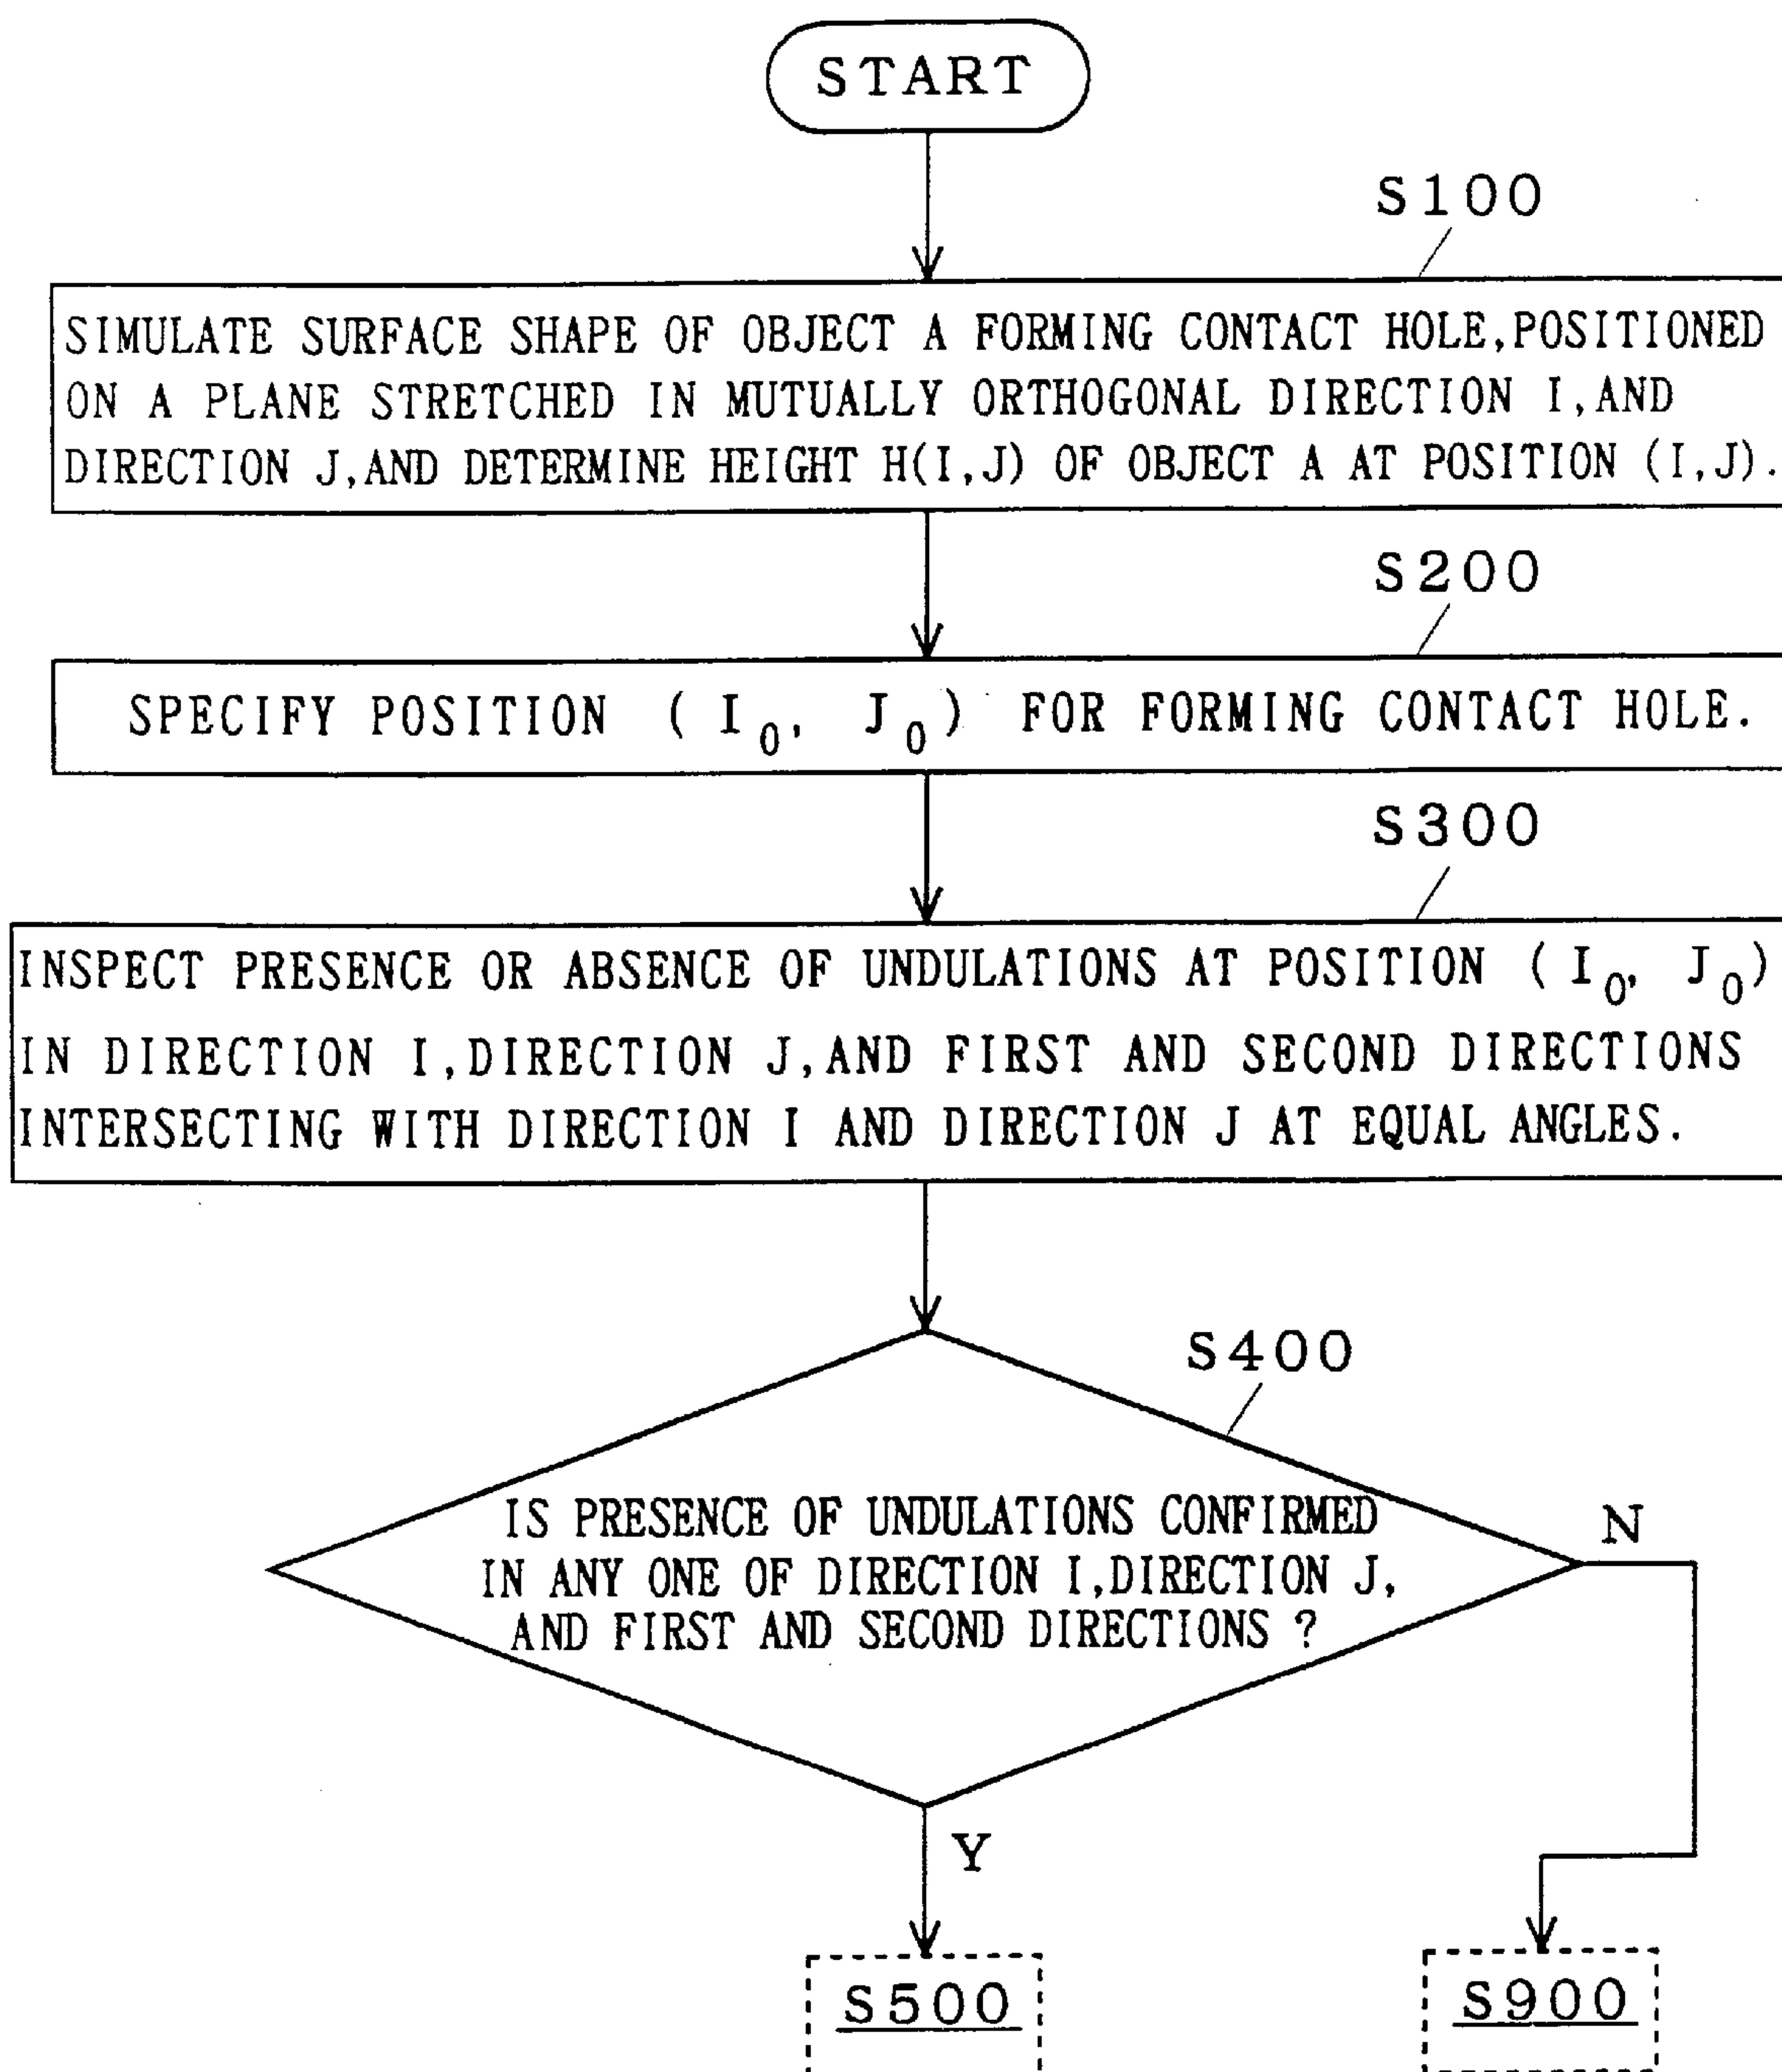 START
S100
SIMULATE SURFACE SHAPE OF OBJECT A FORMING CONTACT HOLE,POSITIONED
ON A PLANE STRETCHED IN MUTUALLY ORTHOGONAL DIRECTION I,AND
DIRECTION J,AND DETERMINE HEIGHT H(I,J) OF OBJECT A AT POSITION (I,J).
S200
SPECIFY POSITION (I₀, J₀) FOR FORMING CONTACT HOLE.
S300
INSPECT PRESENCE OR ABSENCE OF UNDULATIONS AT POSITION (I₀, J₀)
IN DIRECTION I,DIRECTION J,AND FIRST AND SECOND DIRECTIONS
INTERSECTING WITH DIRECTION I AND DIRECTION J AT EQUAL ANGLES.
S400
IS PRESENCE OF UNDULATIONS CONFIRMED
IN ANY ONE OF DIRECTION I,DIRECTION J,
AND FIRST AND SECOND DIRECTIONS ?
N
Y
S500
S900